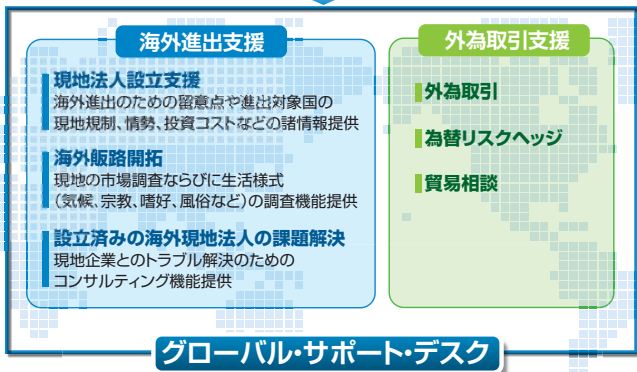 海外進出支援
現地法人設立支援
海外進出のための留意点や進出対象国の
現地規制、情勢、投資コストなどの諸情報提供
海外販路開拓
現地の市場調査ならびに生活様式
(気候、宗教、嗜好、風俗など)の調査機能提供
設立済みの海外現地法人の課題解決
現地企業とのトラブル解決のための
コンサルティング機能提供
外為取引支援
外為取引
為替リスクヘッジ
貿易相談
グローバル・サポート・デスク